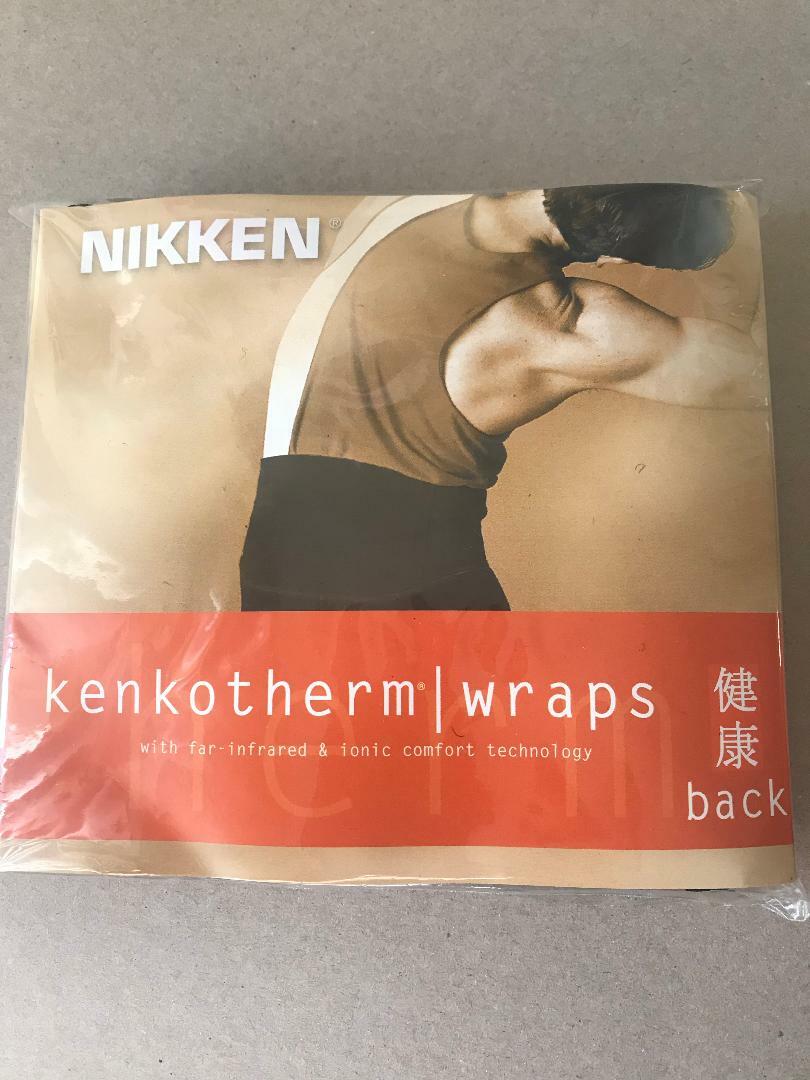 NIKKEN®
kenkotherm®|wraps
with far-infrared & ionic comfort technology
健
康
back